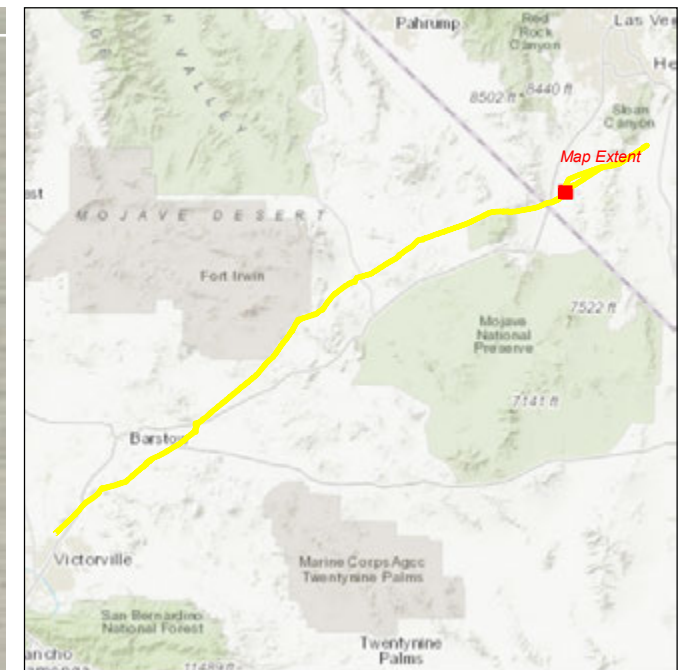 Pahrump
Red
Rock
Canyon
Las Ve
He
8502 ft
8440 ft
Sloan
Canyon
Map Extent
VALLEY
MOJAVE DESERT
Fort Irwin
7522 ft
Mojave
National
Preserve
7141 ft
Barstow
Victorville
Marine Corps Agcc
Twentynine Palms
San Bernardino
National Forest
Twentynine
Palms
ancho
11489 ft